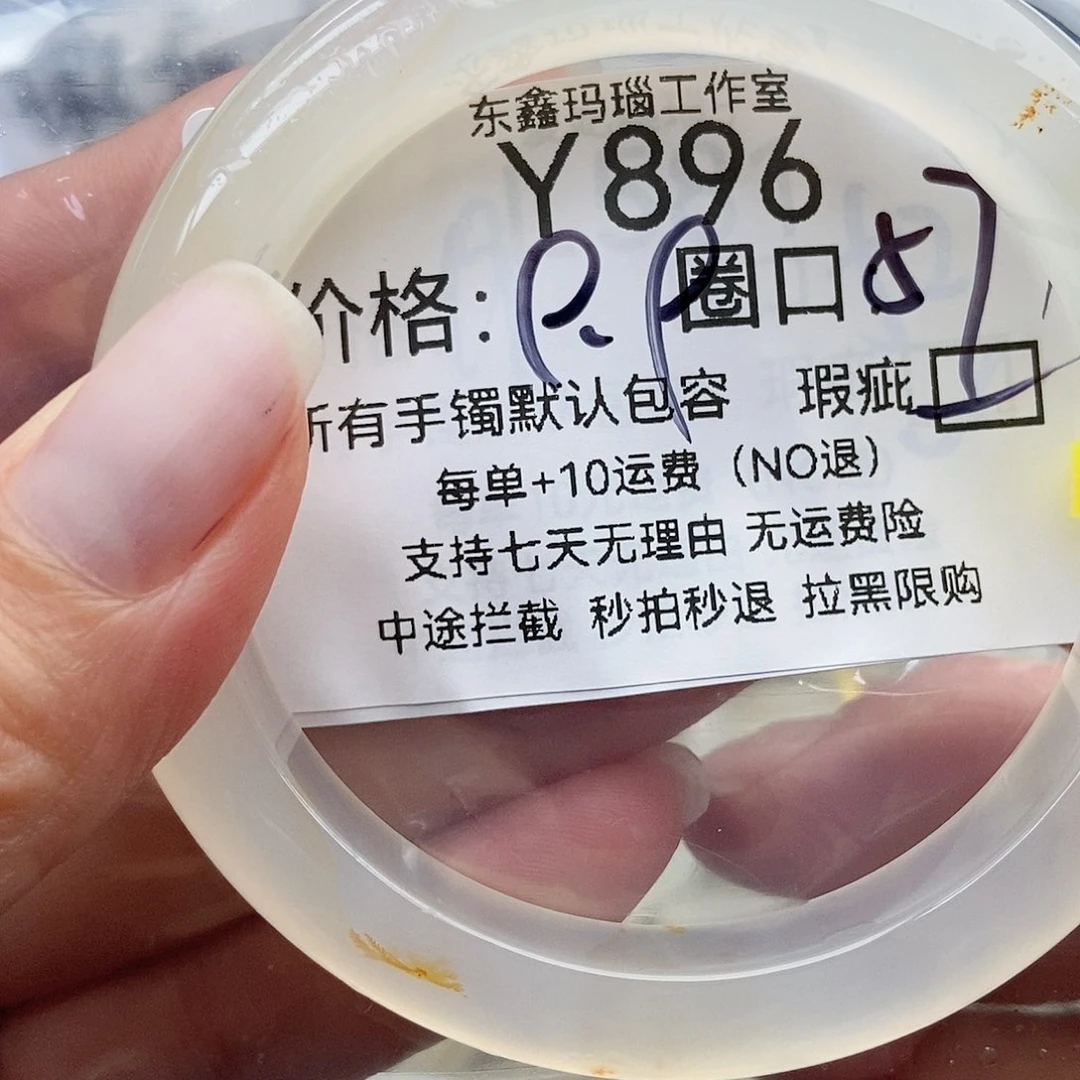 东鑫玛瑙工作室
Y896
价格: 圈口
所有手镯默认包容 瑕疵
每单+10运费（NO退）
支持七天无理由 无运费险
中途拦截 秒拍秒退 拉黑限购